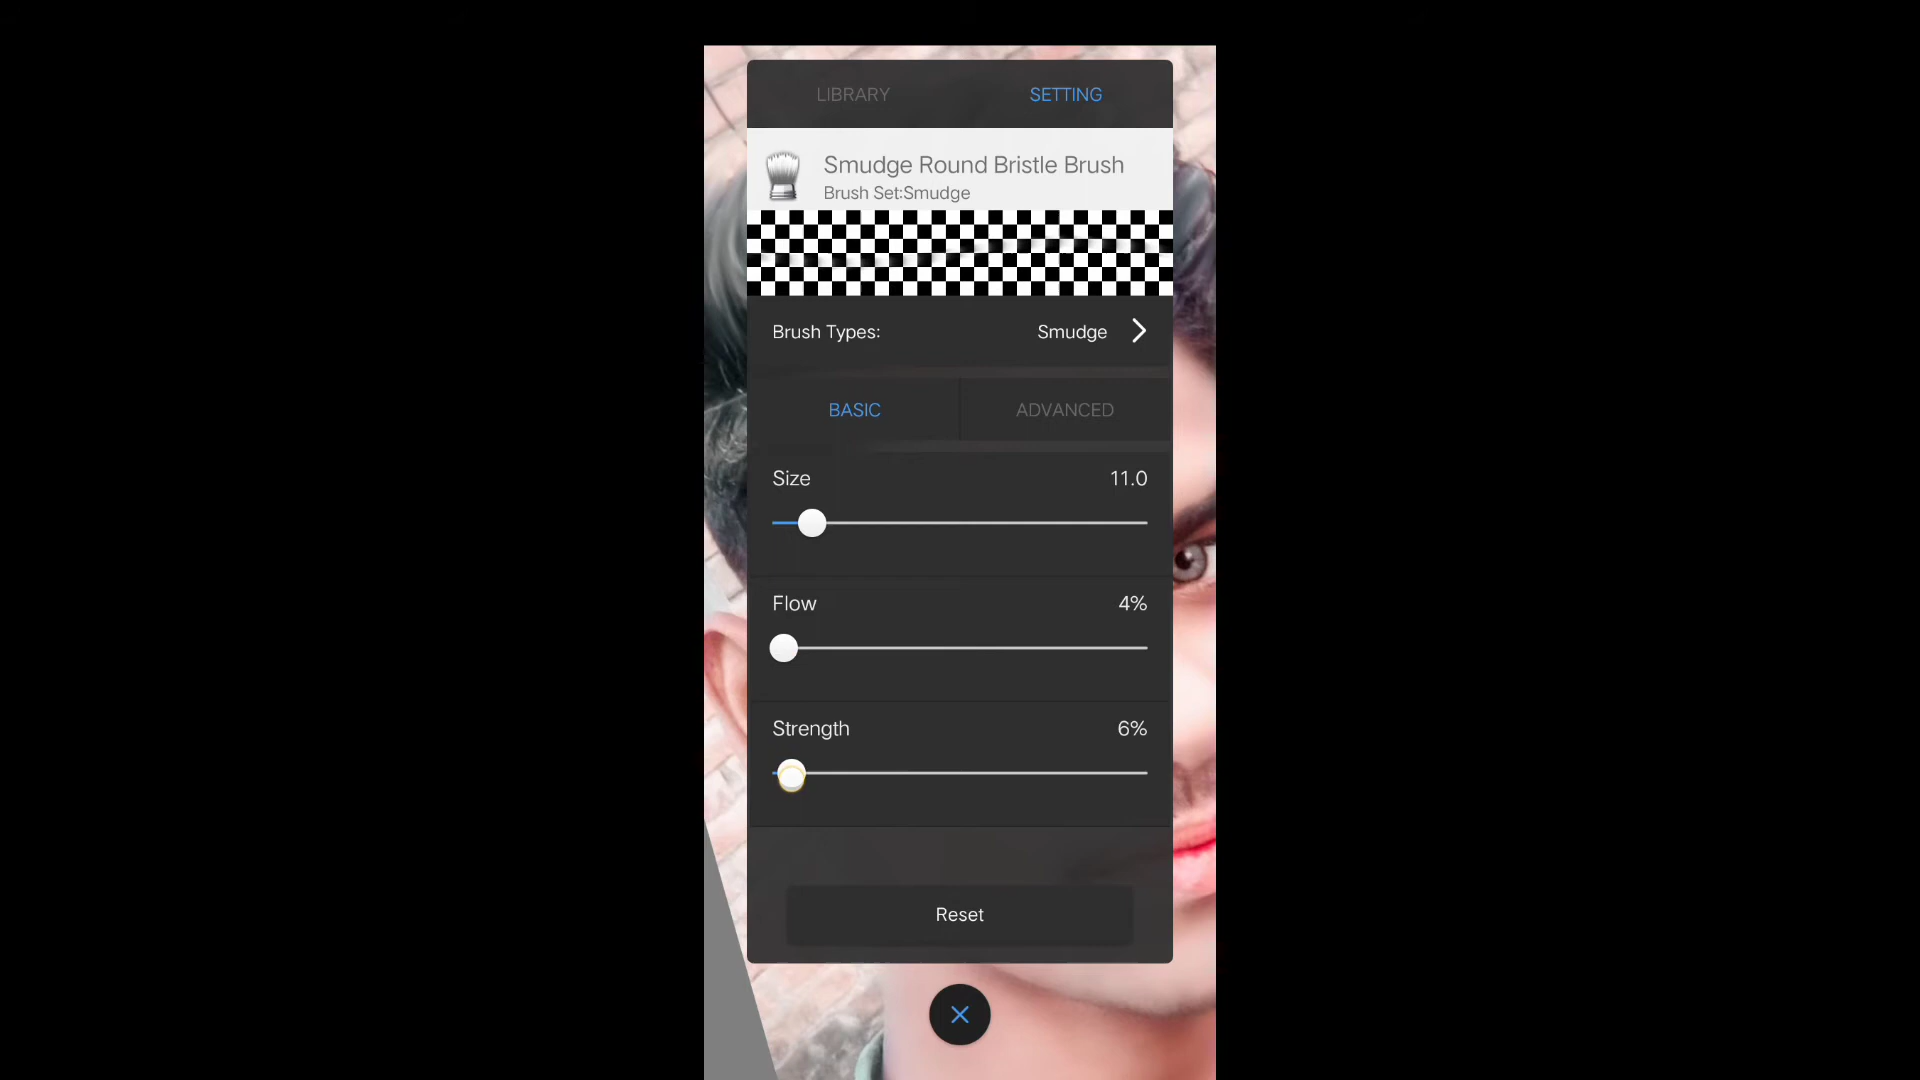 LIBRARY SETTING
Smudge Round Bristle Brush
Brush Set:Smudge
Brush Types: Smudge
BASIC ADVANCED
Size 11.0
Flow 4%
Strength 6%
Reset